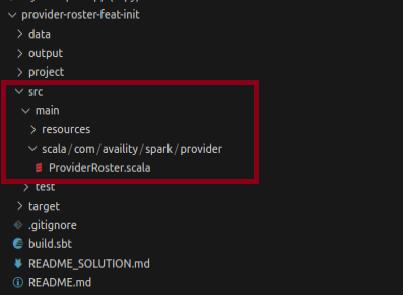 provider-roster-feat-init
data
output
project
src
main
resources
scala/com/availity/spark/provider
ProviderRoster.scala
test
target
.gitignore
build.sbt
README_SOLUTION.md
README.md